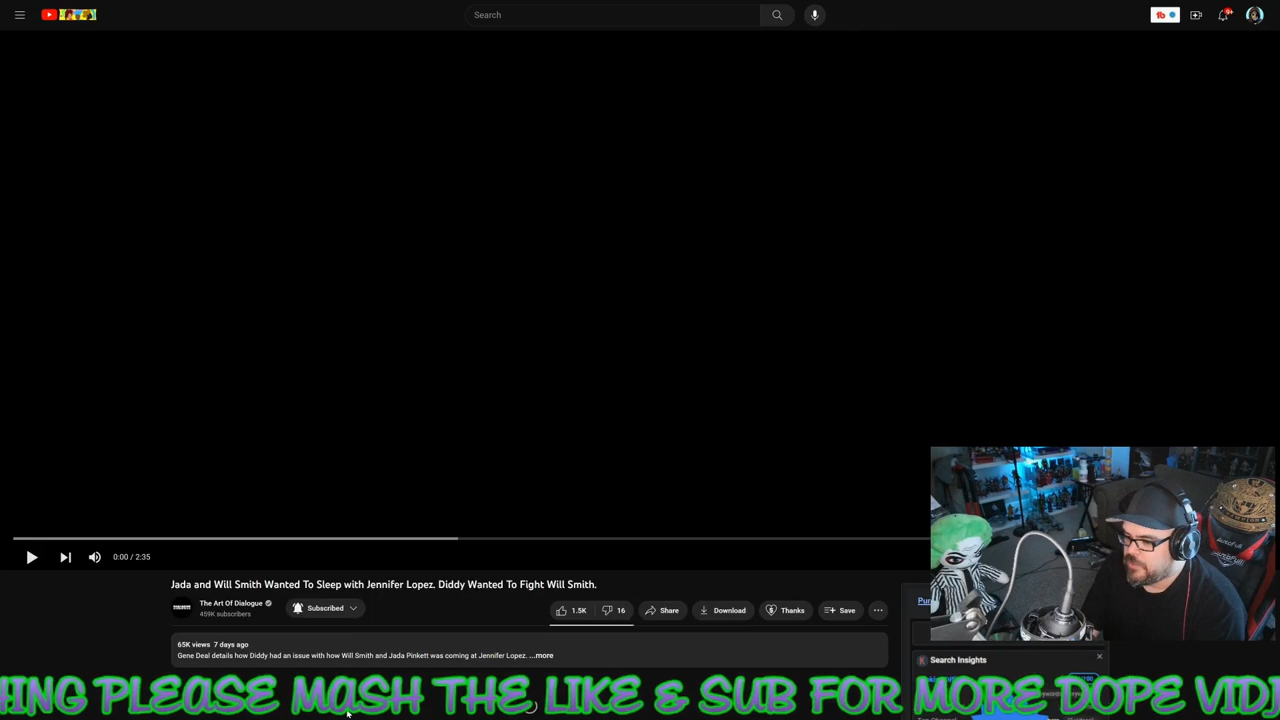 Search
9+
0:00 / 2:35
Jada and Will Smith Wanted To Sleep with Jennifer Lopez. Diddy Wanted To Fight Will Smith.
The Art Of Dialogue
459K subscribers
Subscribed
1.5K
16
Share
Download
Thanks
Save
65K views 7 days ago
Gene Deal details how Diddy had an issue with how Will Smith and Jada Pinkett was coming at Jennifer Lopez. ...more
Search Insights
HING PLEASE MASH THE LIKE & SUB FOR MORE DOPE VID